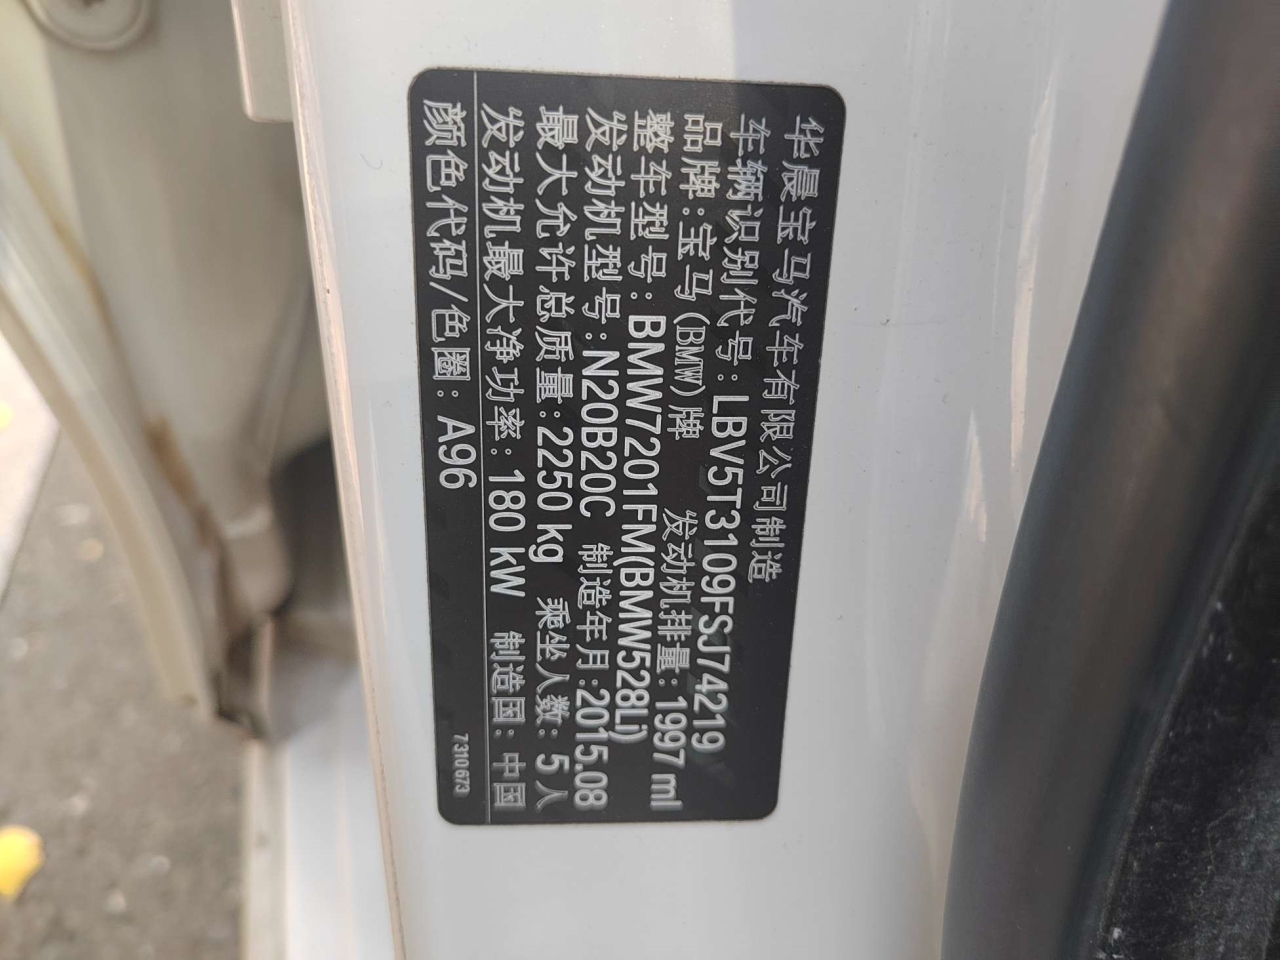 华晨宝马汽车有限公司制造
车辆识别代号:LBV5T3109FSJ74219
品牌:宝马(BMW)牌 发动机排量:1997 ml
整车型号:BMW7201FM(BMW528Li)
发动机型号:N20B20C 制造年月:2015.08
最大允许总质量:2250 kg 乘坐人数:5人
发动机最大净功率:180 kW 制造国:中国
颜色代码/色圈:A96 7310673